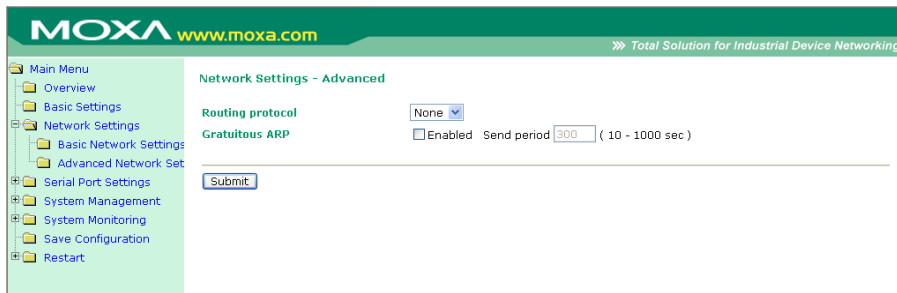 MOXA www.moxa.com
Total Solution for Industrial Device Networking
Main Menu
Overview
Basic Settings
Network Settings
Basic Network Settings
Advanced Network Set
Serial Port Settings
System Management
System Monitoring
Save Configuration
Restart
Network Settings - Advanced
Routing protocol None
Gratuitous ARP Enabled Send period 300 ( 10 - 1000 sec )
Submit